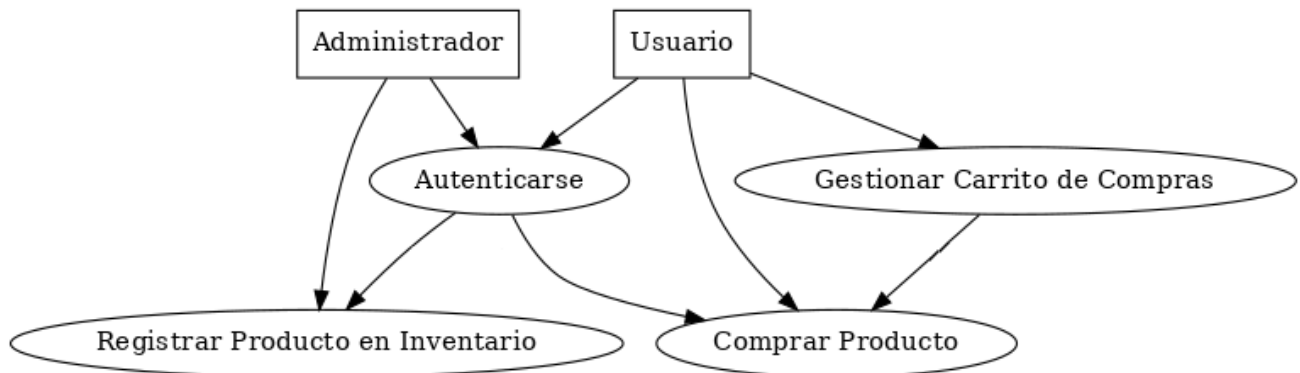 Administrador
Usuario
Autenticarse
Gestionar Carrito de Compras
Registrar Producto en Inventario
Comprar Producto